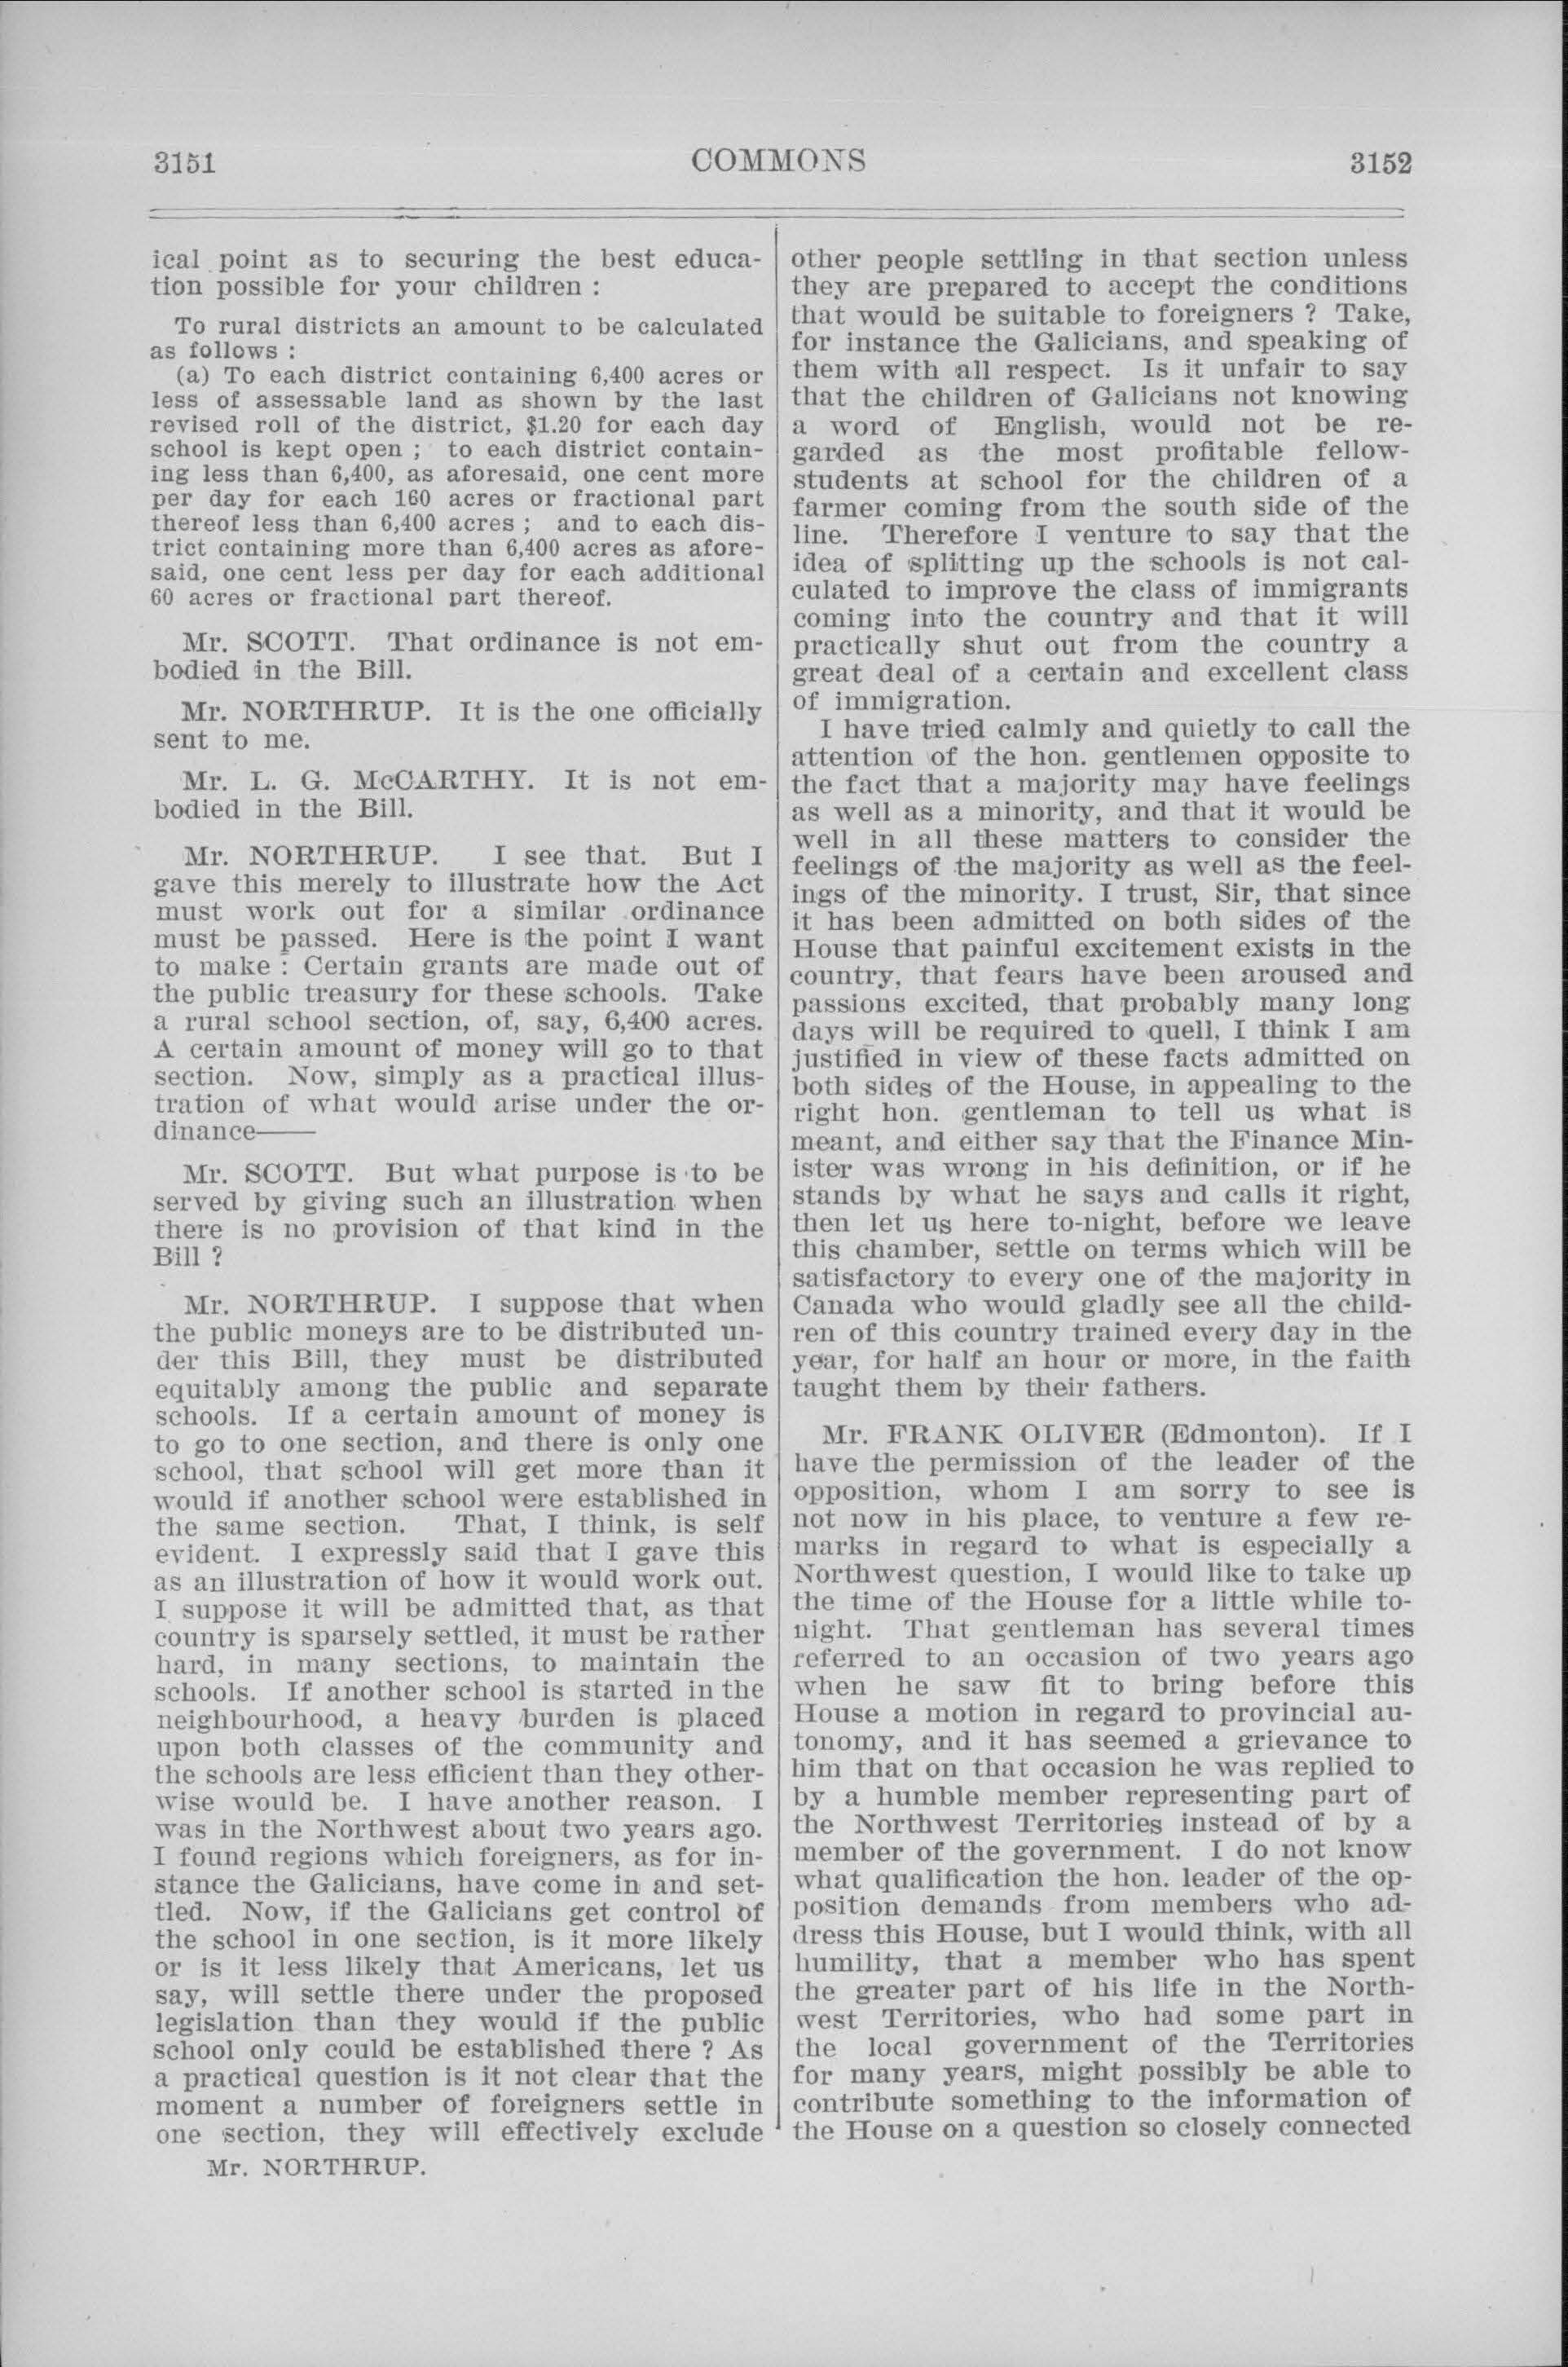 3151 COMMONS 3152
ical point as to securing the best educa-
tion possible for your children :
To rural districts an amount to be calculated
as follows :
(a) To each district containing 6,400 acres or
less of assessable land as shown by the last
revised roll of the district, $1.20 for each day
school is kept open ; to each district contain-
ing less than 6,400, as aforesaid, one cent more
per day for each 160 acres or fractional part
thereof less than 6,400 acres ; and to each dis-
trict containing more than 6,400 acres as afore-
said, one cent less per day for each additional
60 acres or fractional part thereof.
Mr. SCOTT. That ordinance is not em-
bodied in the Bill.
Mr. NORTHRUP. It is the one officially
sent to me.
Mr. L. G. McCARTHY. It is not em-
bodied in the Bill.
Mr. NORTHRUP. I see that. But I
gave this merely to illustrate how the Act
must work out for a similar ordinance
must be passed. Here is the point I want
to make : Certain grants are made out of
the public treasury for these schools. Take
a rural school section, of, say, 6,400 acres.
A certain amount of money will go to that
section. Now, simply as a practical illus-
tration of what would arise under the or-
dinance——
Mr. SCOTT. But what purpose is to be
served by giving such an illustration when
there is no provision of that kind in the
Bill ?
Mr. NORTHRUP. I suppose that when
the public moneys are to be distributed un-
der this Bill, they must be distributed
equitably among the public and separate
schools. If a certain amount of money is
to go to one section, and there is only one
school, that school will get more than it
would if another school were established in
the same section. That, I think, is self
evident. I expressly said that I gave this
as an illustration of how it would work out.
I suppose it will be admitted that, as that
country is sparsely settled, it must be rather
hard, in many sections, to maintain the
schools. If another school is started in the
neighbourhood, a heavy burden is placed
upon both classes of the community and
the schools are less efficient than they other-
wise would be. I have another reason. I
was in the Northwest about two years ago.
I found regions which foreigners, as for in-
stance the Galicians, have come in and set-
tled. Now, if the Galicians get control of
the school in one section, is it more likely
or is it less likely that Americans, let us
say, will settle there under the proposed
legislation than they would if the public
school only could be established there ? As
a practical question is it not clear that the
moment a number of foreigners settle in
one section, they will effectively exclude
Mr. NORTHRUP.
other people settling in that section unless
they are prepared to accept the conditions
that would be suitable to foreigners ? Take,
for instance the Galicians, and speaking of
them with all respect. Is it unfair to say
that the children of Galicians not knowing
a word of English, would not be re-
garded as the most profitable fellow-
students at school for the children of a
farmer coming from the south side of the
line. Therefore I venture to say that the
idea of splitting up the schools is not cal-
culated to improve the class of immigrants
coming into the country and that it will
practically shut out from the country a
great deal of a certain and excellent class
of immigration.
I have tried calmly and quietly to call the
attention of the hon. gentlemen opposite to
the fact that a majority may have feelings
as well as a minority, and that it would be
well in all these matters to consider the
feelings of the majority as well as the feel-
ings of the minority. I trust, Sir, that since
it has been admitted on both sides of the
House that painful excitement exists in the
country, that fears have been aroused and
passions excited, that probably many long
days will be required to quell, I think I am
justified in view of these facts admitted on
both sides of the House, in appealing to the
right hon. gentleman to tell us what is
meant, and either say that the Finance Min-
ister was wrong in his definition, or if he
stands by what he says and calls it right,
then let us here to-night, before we leave
this chamber, settle on terms which will be
satisfactory to every one of the majority in
Canada who would gladly see all the child-
ren of this country trained every day in the
year, for half an hour or more, in the faith
taught them by their fathers.
Mr. FRANK OLIVER (Edmonton). If I
have the permission of the leader of the
opposition, whom I am sorry to see is
not now in his place, to venture a few re-
marks in regard to what is especially a
Northwest question, I would like to take up
the time of the House for a little while to-
night. That gentleman has several times
referred to an occasion of two years ago
when he saw fit to bring before this
House a motion in regard to provincial au-
tonomy, and it has seemed a grievance to
him that on that occasion he was replied to
by a humble member representing part of
the Northwest Territories instead of by a
member of the government. I do not know
what qualification the hon. leader of the op-
position demands from members who ad-
dress this House, but I would think, with all
humility, that a member who has spent
the greater part of his life in the North-
west Territories, who had some part in
the local government of the Territories
for many years, might possibly be able to
contribute something to the information of
the House on a question so closely connected